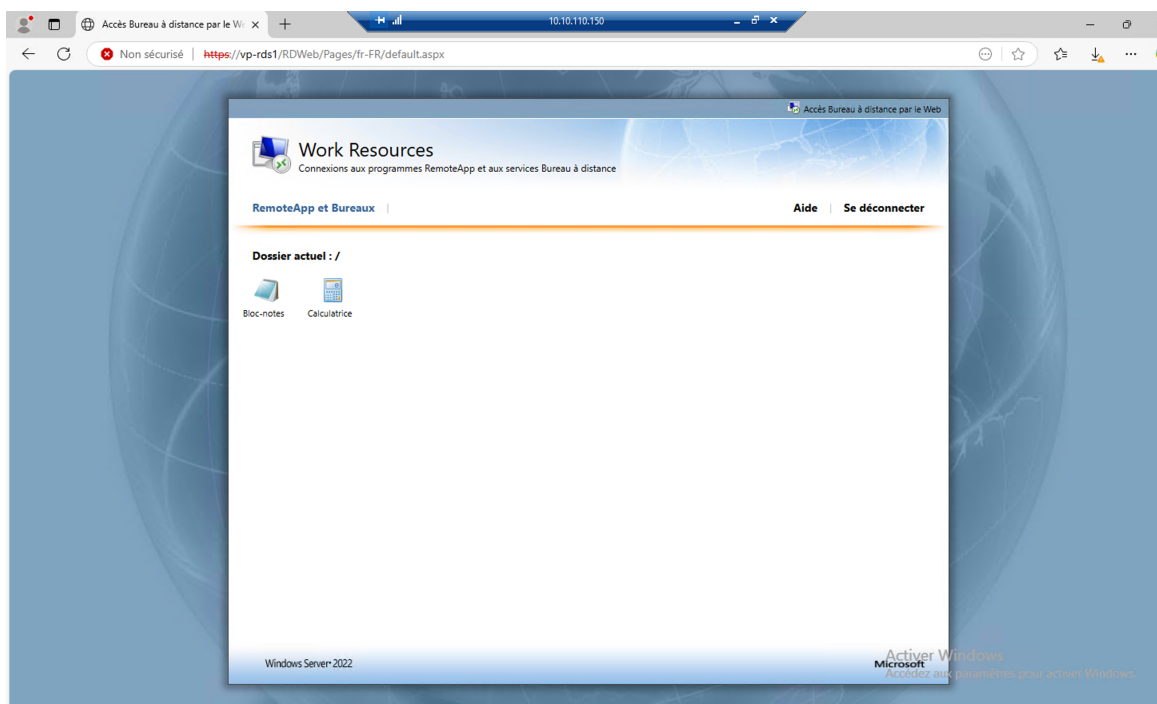 Accès Bureau à distance par le W
10.10.110.150
Non sécurisé | https://vp-rds1/RDWeb/Pages/fr-FR/default.aspx
Accès Bureau à distance par le Web
Work Resources
Connexions aux programmes RemoteApp et aux services Bureau à distance
RemoteApp et Bureaux | Aide | Se déconnecter
Dossier actuel : /
Bloc-notes Calculatrice
Windows Server 2022 Microsoft
Activer Windows
Accédez aux paramètres pour activer Windows.